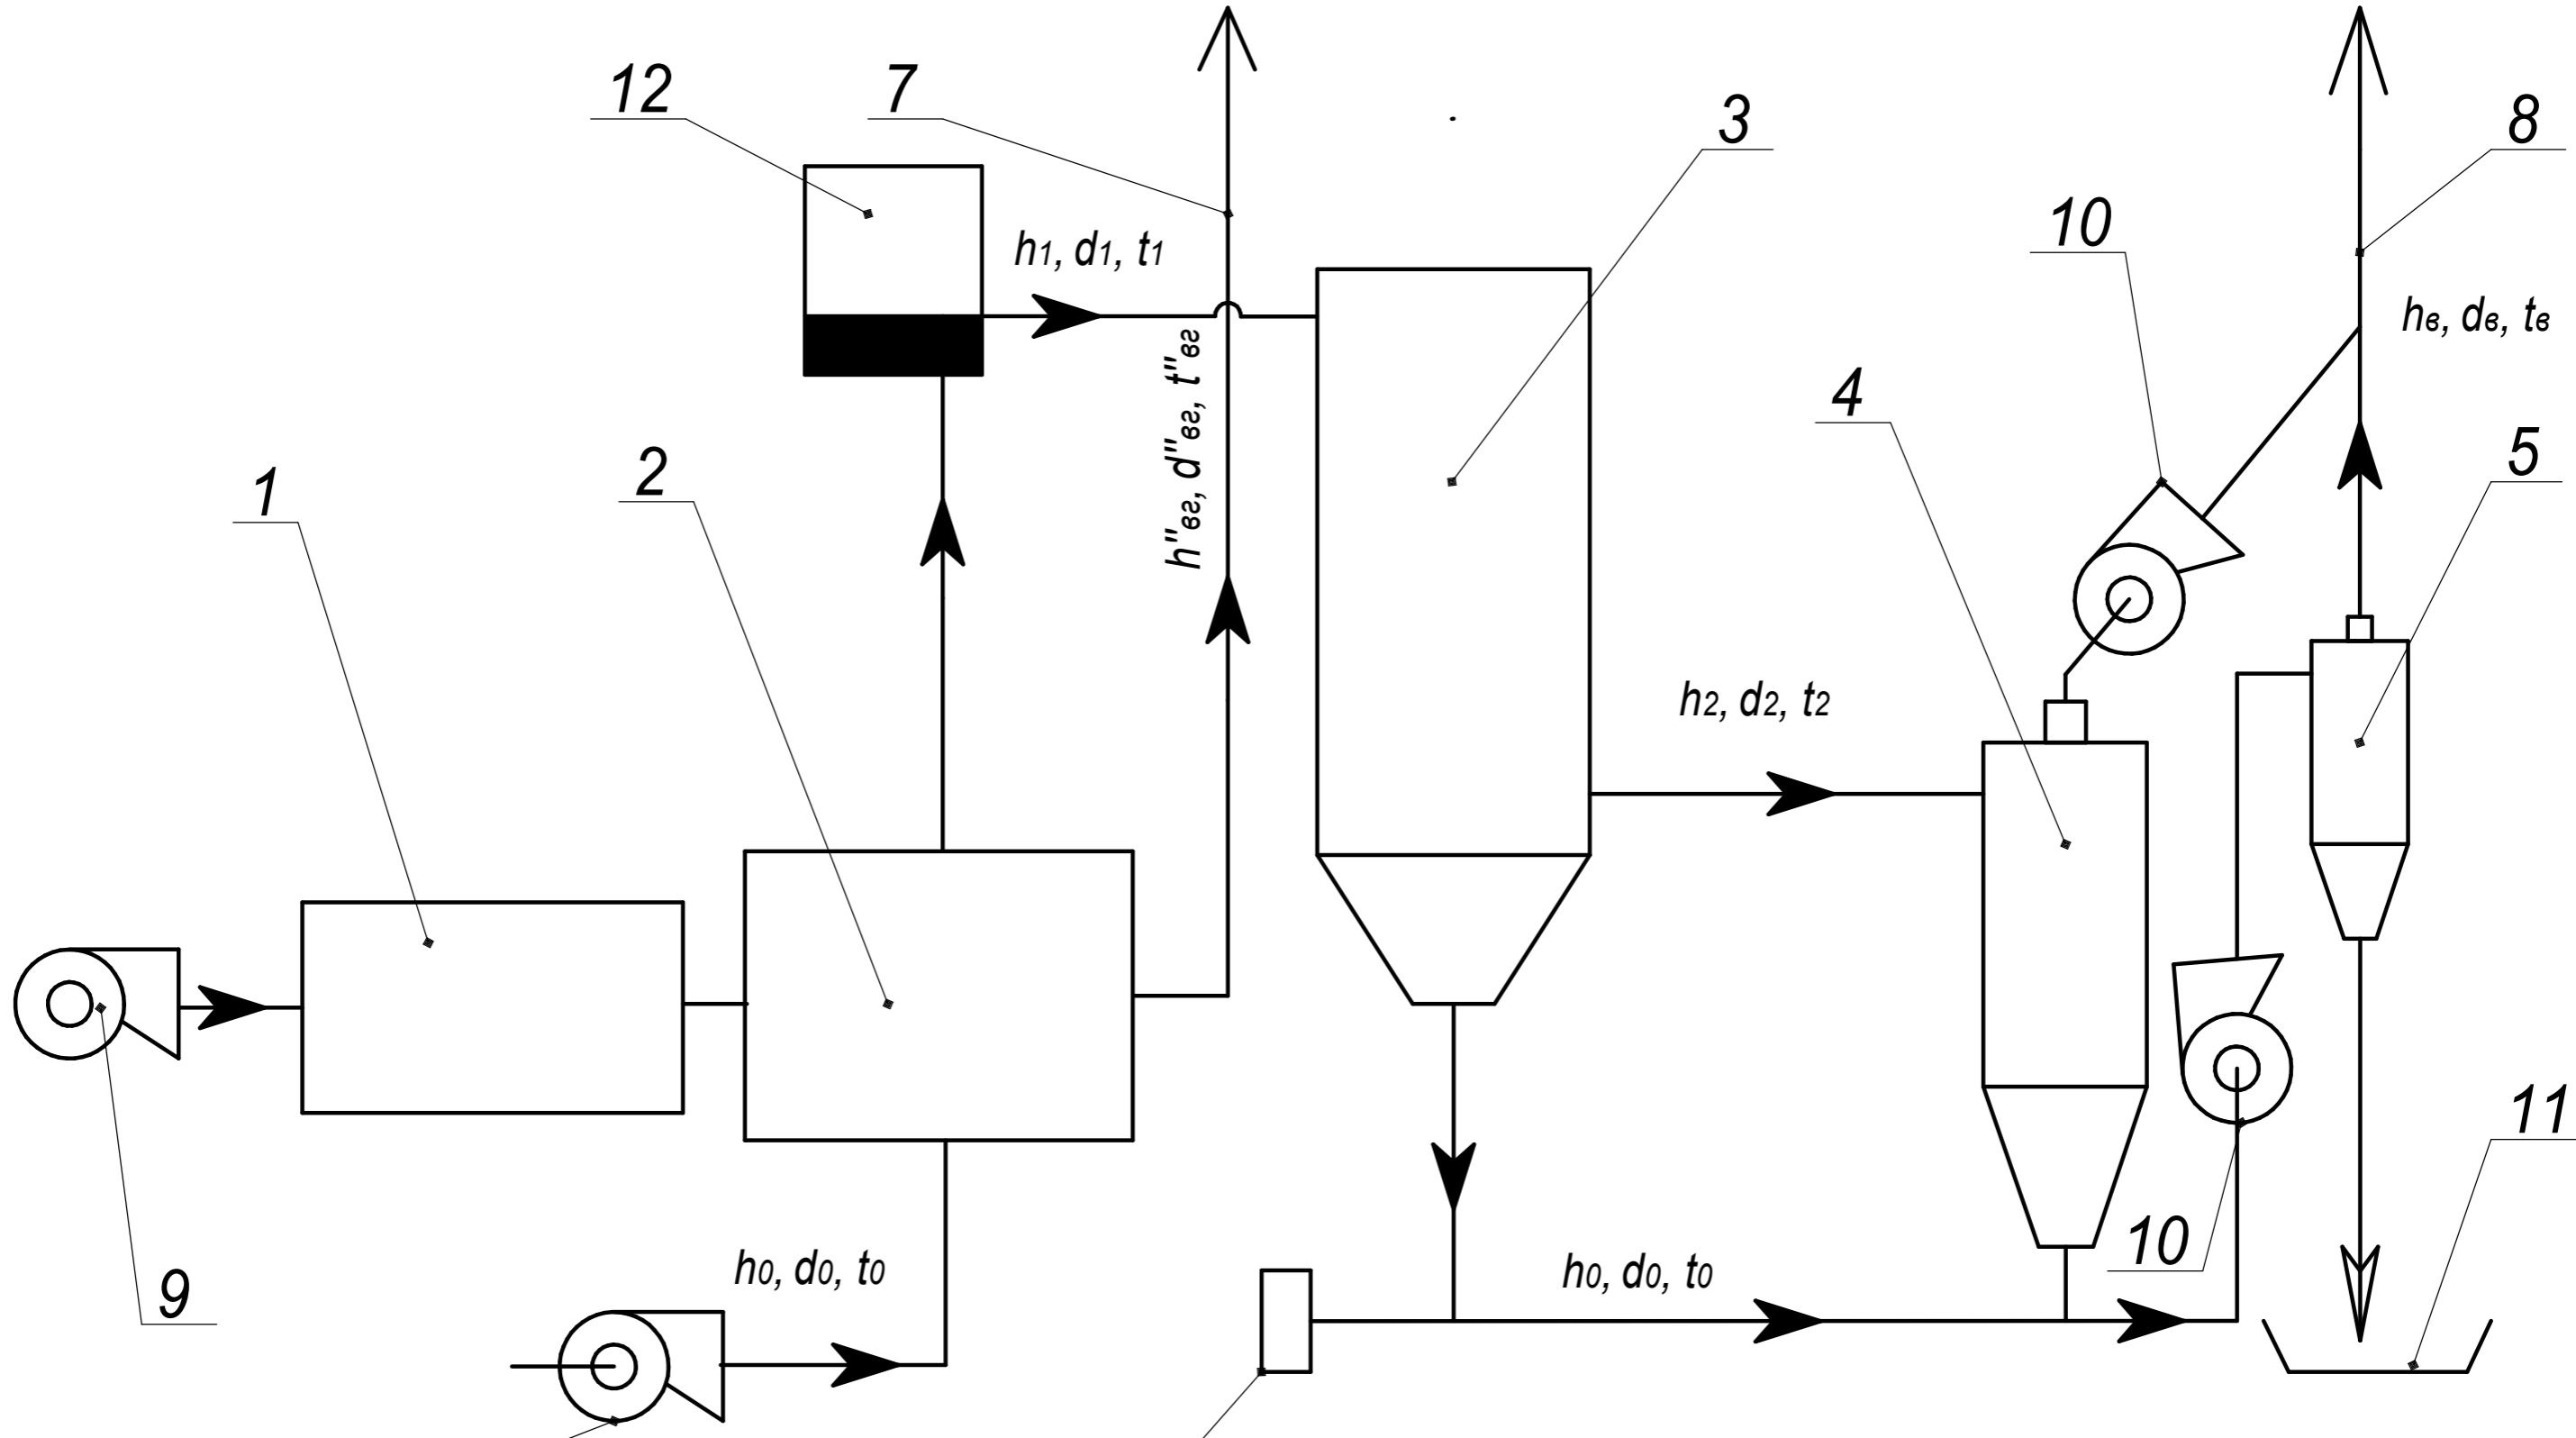 12
7
3
8
h1, d1, t1
10
hв, dв, tв
h"вг, d"вг, t"вг
4
5
1
2
h2, d2, t2
11
10
9
h0, d0, t0
h0, d0, t0